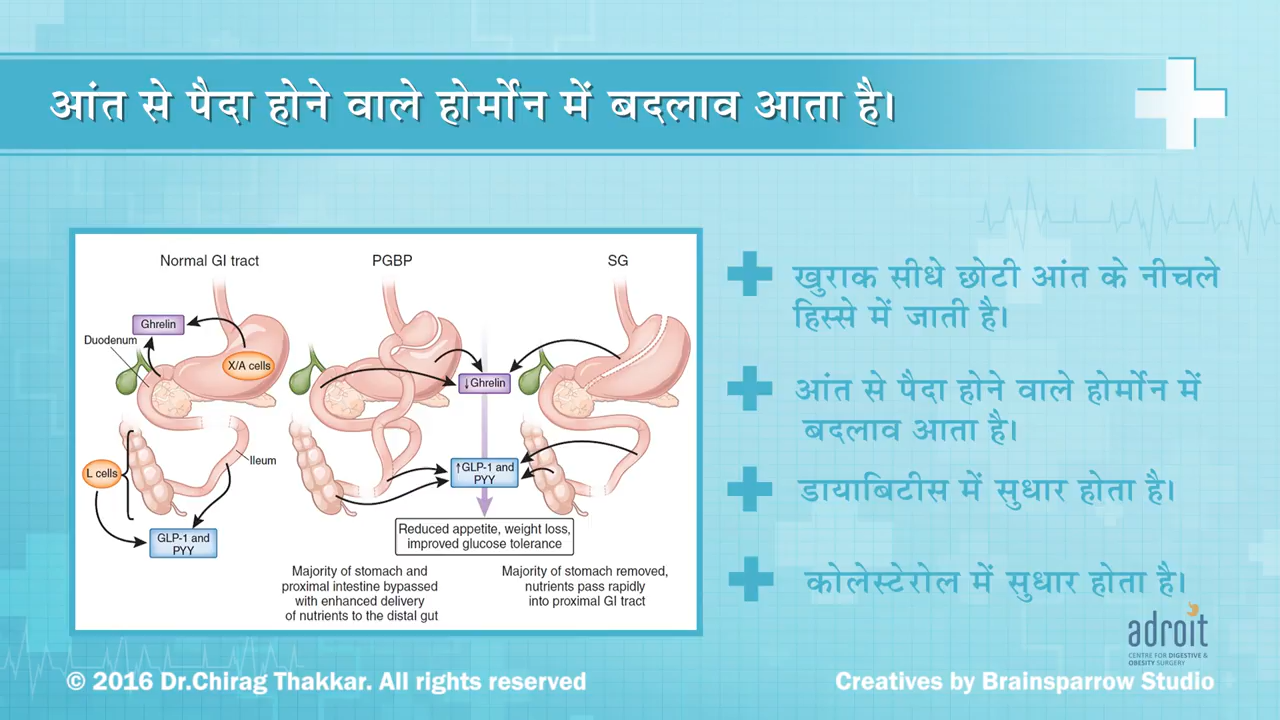 आंत से पैदा होने वाले होर्मोन में बदलाव आता है।
Normal GI tract
PGBP
SG
Ghrelin
Duodenum
X/A cells
↓Ghrelin
Ileum
L cells
↑GLP-1 and
PYY
GLP-1 and
PYY
Reduced appetite, weight loss,
improved glucose tolerance
Majority of stomach and
proximal intestine bypassed
with enhanced delivery
of nutrients to the distal gut
Majority of stomach removed,
nutrients pass rapidly
into proximal GI tract
खुराक सीधे छोटी आंत के नीचले
हिस्से में जाती है।
आंत से पैदा होने वाले होर्मोन में
बदलाव आता है।
डायाबिटीस में सुधार होता है।
कोलेस्टेरोल में सुधार होता है।
adroit
CENTRE FOR DIGESTIVE &
OBESITY SURGERY
© 2016 Dr.Chirag Thakkar. All rights reserved
Creatives by Brainsparrow Studio